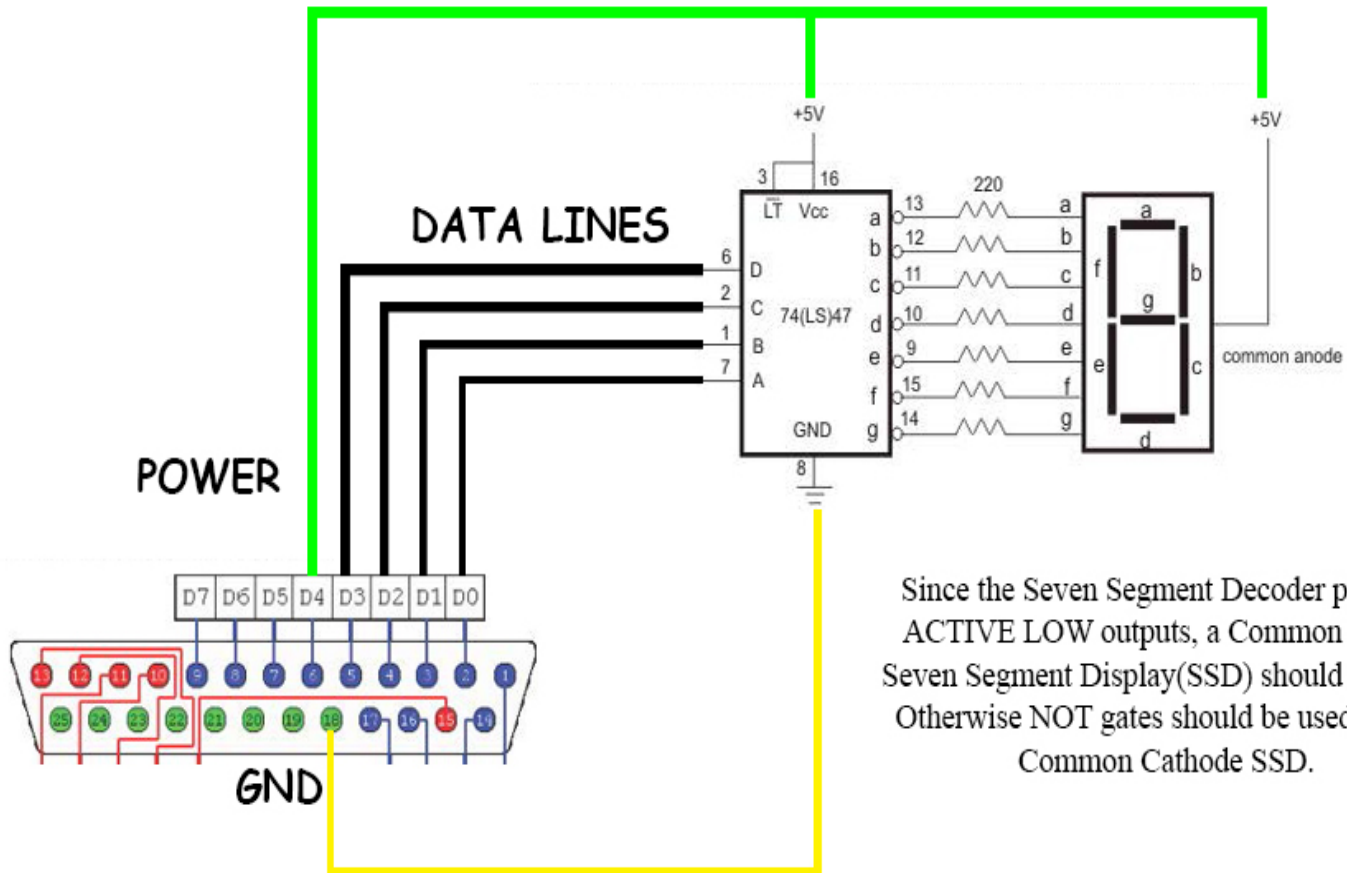 +5V
+5V
3 16
220
LT Vcc
DATA LINES
a 13 a a
b 12 b
6 D
c 11 c f b
2 C
74(LS)47
d 10 d g
1 B
e 9 e e c common anode
7 A
f 15 f
GND
g 14 g d
8
POWER
D7 D6 D5 D4 D3 D2 D1 D0
13 12 11 10 9 8 7 6 5 4 3 2 1
25 24 23 22 21 20 19 18 17 16 15 14
GND
Since the Seven Segment Decoder p
ACTIVE LOW outputs, a Common
Seven Segment Display(SSD) should
Otherwise NOT gates should be used
Common Cathode SSD.